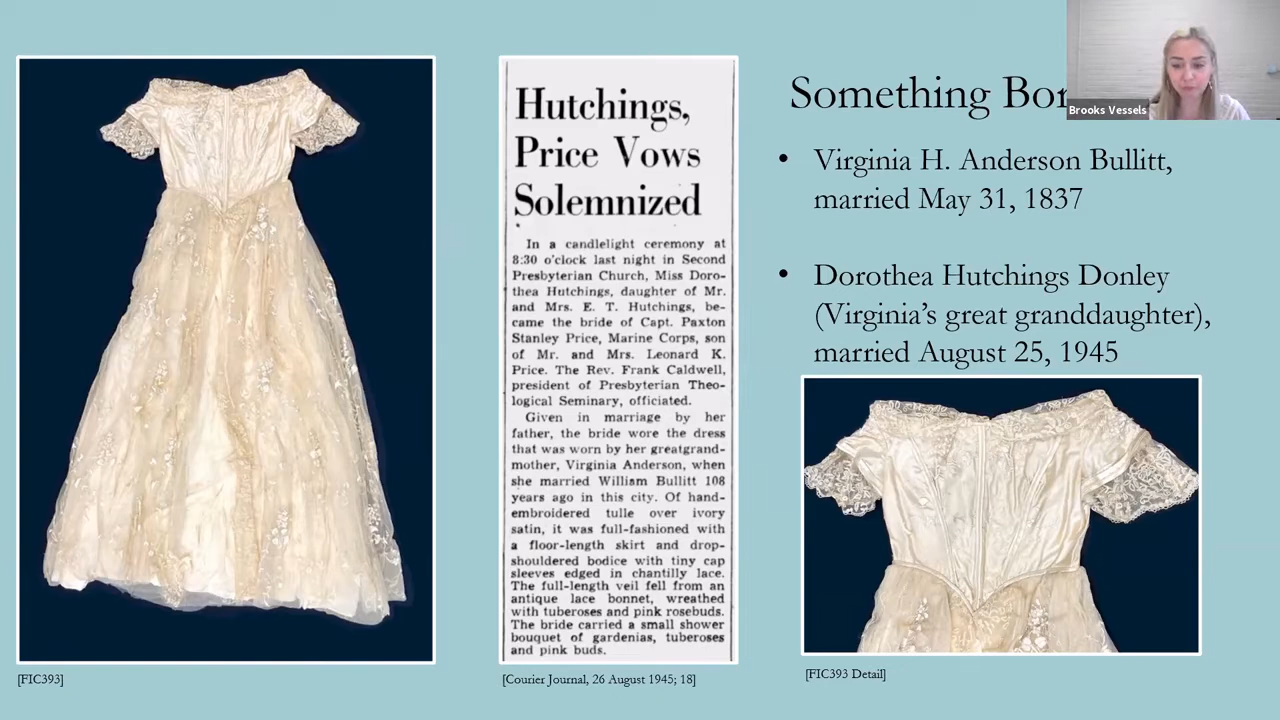 Hutchings,
Price Vows
Solemnized
In a candlelight ceremony at
8:30 o'clock last night in Second
Presbyterian Church, Miss Doro-
thea Hutchings, daughter of Mr.
and Mrs. E. T. Hutchings, be-
came the bride of Capt. Paxton
Stanley Price, Marine Corps, son
of Mr. and Mrs. Leonard K.
Price. The Rev. Frank Caldwell,
president of Presbyterian Theo-
logical Seminary, officiated.
Given in marriage by her
father, the bride wore the dress
that was worn by her greatgrand-
mother, Virginia Anderson, when
she married William Bullitt 108
years ago in this city. Of hand-
embroidered tulle over ivory
satin, it was full-fashioned with
a floor-length skirt and drop-
shouldered bodice with tiny cap
sleeves edged in chantilly lace.
The full-length veil fell from an
antique lace bonnet, wreathed
with tuberoses and pink rosebuds.
The bride carried a small shower
bouquet of gardenias, tuberoses
and pink buds.
Something
Brooks Vessels
• Virginia H. Anderson Bullitt,
married May 31, 1837
• Dorothea Hutchings Donley
(Virginia's great granddaughter),
married August 25, 1945
[FIC393]
[Courier Journal, 26 August 1945; 18]
[FIC393 Detail]